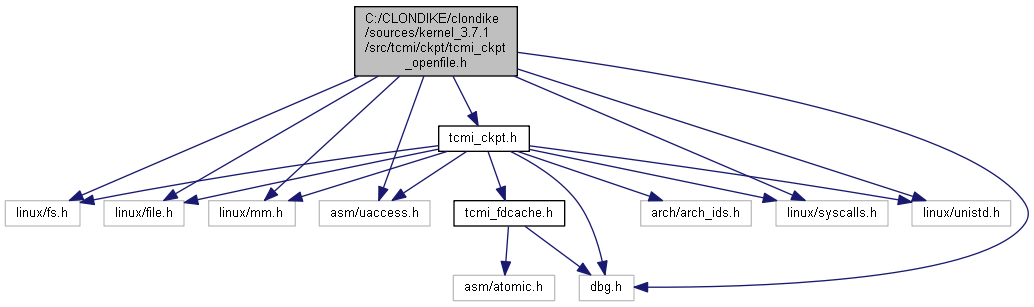 C:/CLONDIKE/clondike
/sources/kernel_3.7.1
/src/tcmi/ckpt/tcmi_ckpt
_openfile.h
tcmi_ckpt.h
linux/fs.h
linux/file.h
linux/mm.h
asm/uaccess.h
tcmi_fdcache.h
arch/arch_ids.h
linux/syscalls.h
linux/unistd.h
asm/atomic.h
dbg.h